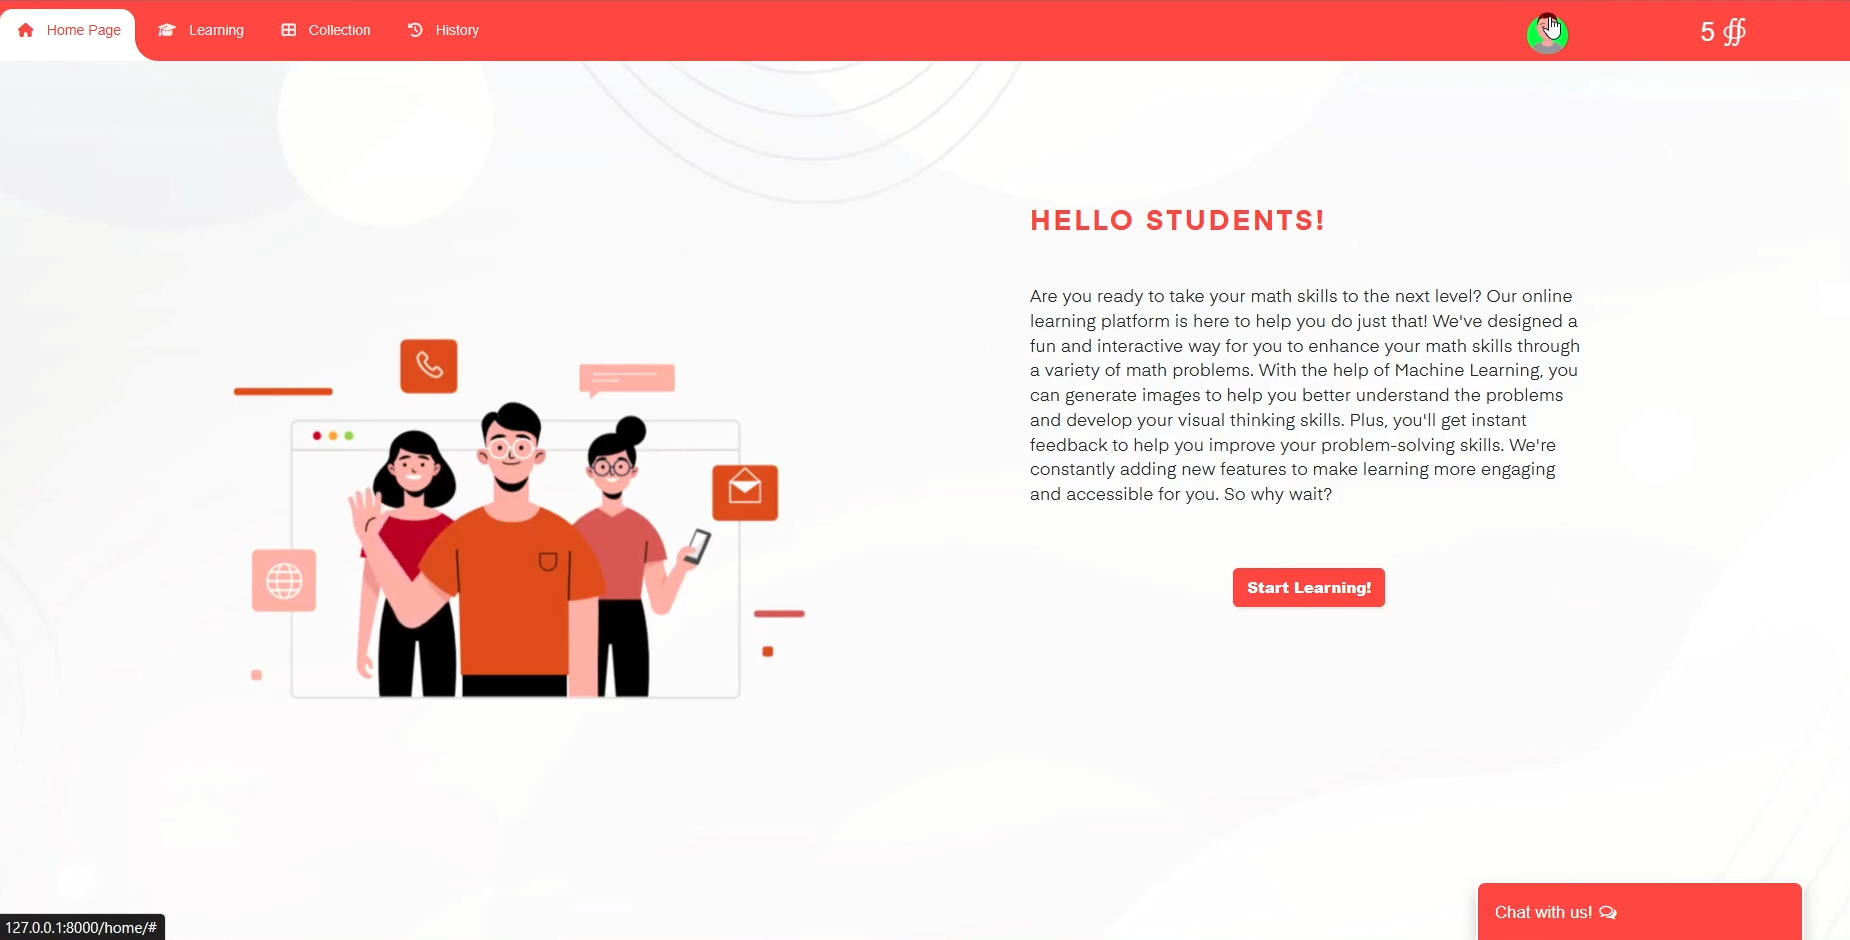 Home Page
Learning
Collection
History
5 ∯
HELLO STUDENTS!
Are you ready to take your math skills to the next level? Our online
learning platform is here to help you do just that! We've designed a
fun and interactive way for you to enhance your math skills through
a variety of math problems. With the help of Machine Learning, you
can generate images to help you better understand the problems
and develop your visual thinking skills. Plus, you'll get instant
feedback to help you improve your problem-solving skills. We're
constantly adding new features to make learning more engaging
and accessible for you. So why wait?
Start Learning!
Chat with us!
127.0.0.1:8000/home/#